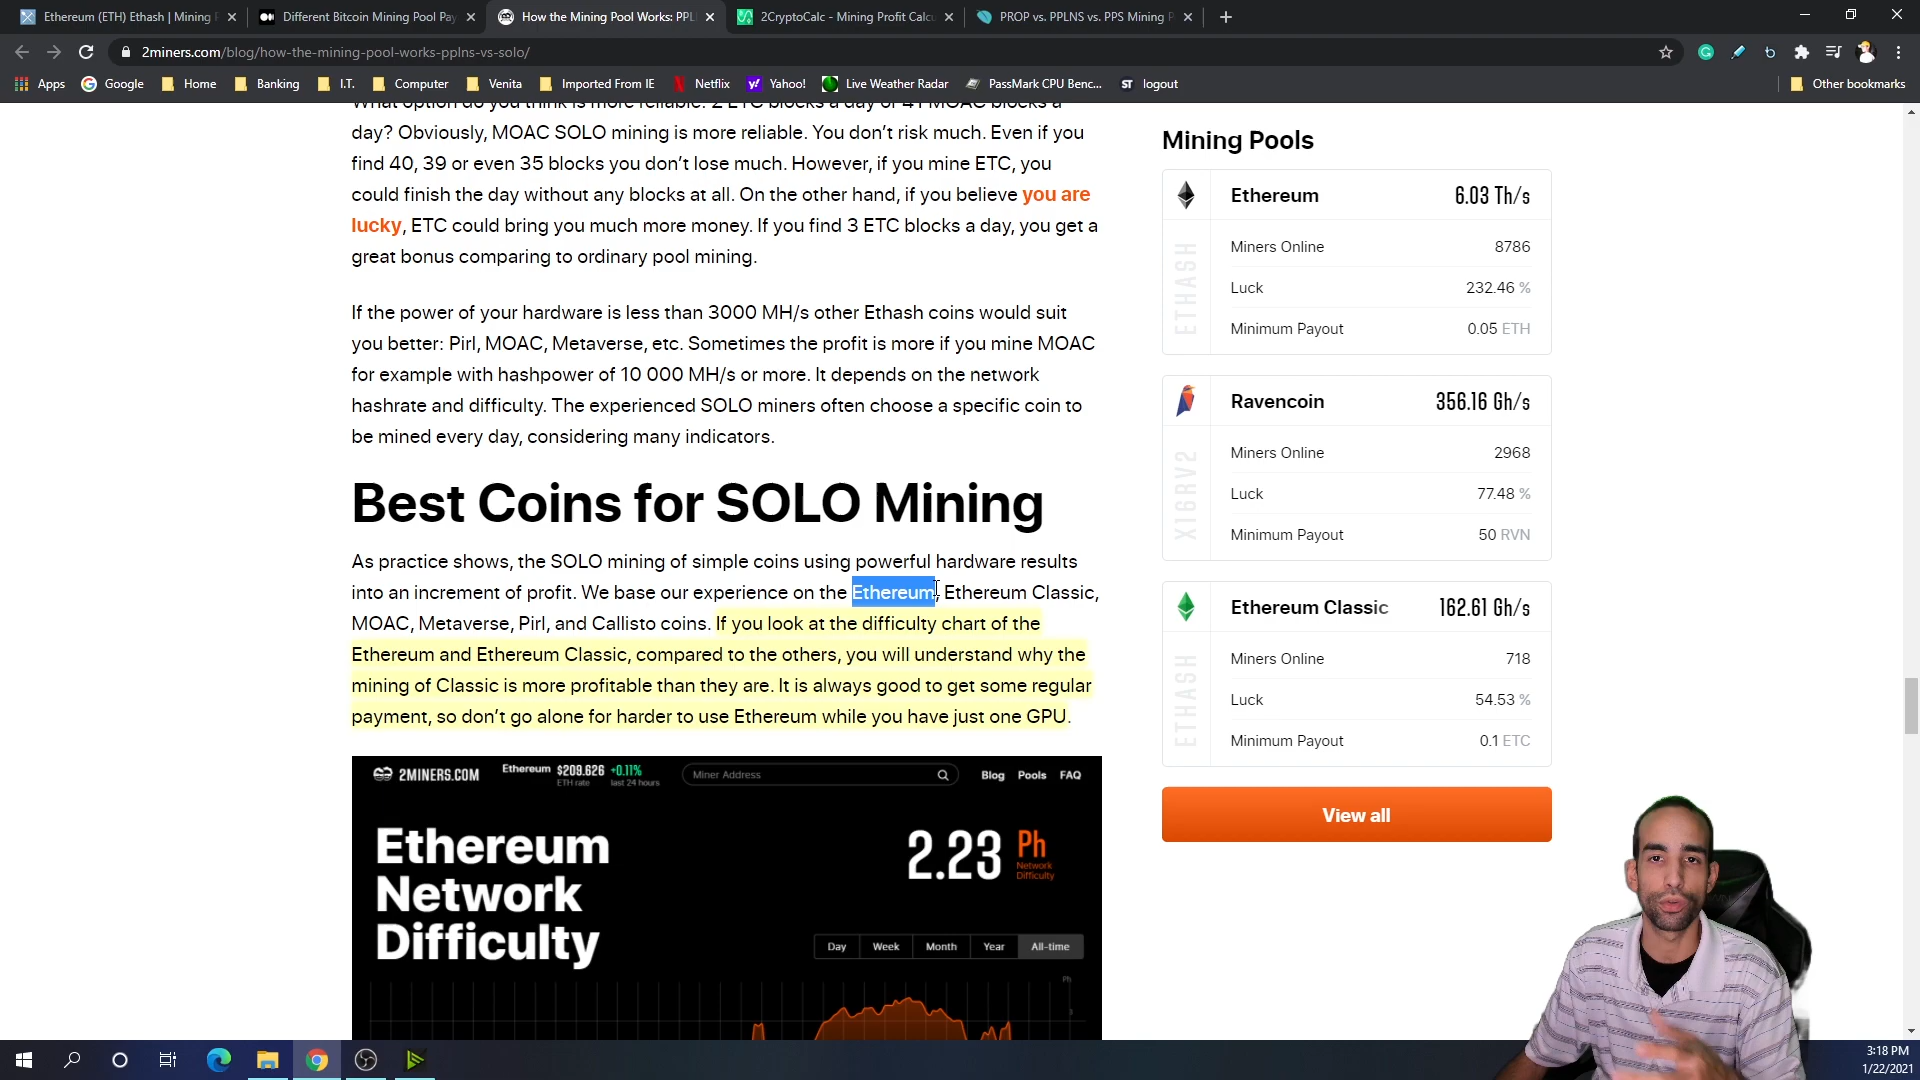 Ethereum (ETH) Ethash | Mining
Different Bitcoin Mining Pool Pay
How the Mining Pool Works: PPL
2CryptoCalc - Mining Profit Calc
PROP vs. PPLNS vs. PPS Mining P
2miners.com/blog/how-the-mining-pool-works-pplns-vs-solo/
Apps
Google
Home
Banking
I.T.
Computer
Venita
Imported From IE
Netflix
Yahoo!
Live Weather Radar
PassMark CPU Benc...
ST
logout
Other bookmarks
What option do you think is more reliable: 2 ETC blocks a day or 41 MOAC blocks a
day? Obviously, MOAC SOLO mining is more reliable. You don’t risk much. Even if you
find 40, 39 or even 35 blocks you don’t lose much. However, if you mine ETC, you
could finish the day without any blocks at all. On the other hand, if you believe you are
lucky, ETC could bring you much more money. If you find 3 ETC blocks a day, you get a
great bonus comparing to ordinary pool mining.
If the power of your hardware is less than 3000 MH/s other Ethash coins would suit
you better: Pirl, MOAC, Metaverse, etc. Sometimes the profit is more if you mine MOAC
for example with hashpower of 10 000 MH/s or more. It depends on the network
hashrate and difficulty. The experienced SOLO miners often choose a specific coin to
be mined every day, considering many indicators.
Best Coins for SOLO Mining
As practice shows, the SOLO mining of simple coins using powerful hardware results
into an increment of profit. We base our experience on the Ethereum, Ethereum Classic,
MOAC, Metaverse, Pirl, and Callisto coins. If you look at the difficulty chart of the
Ethereum and Ethereum Classic, compared to the others, you will understand why the
mining of Classic is more profitable than they are. It is always good to get some regular
payment, so don’t go alone for harder to use Ethereum while you have just one GPU.
2MINERS.COM
Ethereum $209.626 +0.11%
ETH rate last 24 hours
Miner Address
Blog Pools FAQ
Ethereum
Network
Difficulty
2.23 Ph
Network
Difficulty
Day Week Month Year All-time
Ph
3
Mining Pools
ETHASH
Ethereum 6.03 Th/s
Miners Online 8786
Luck 232.46 %
Minimum Payout 0.05 ETH
X16RV2
Ravencoin 356.16 Gh/s
Miners Online 2968
Luck 77.48 %
Minimum Payout 50 RVN
ETHASH
Ethereum Classic 162.61 Gh/s
Miners Online 718
Luck 54.53 %
Minimum Payout 0.1 ETC
View all
3:18 PM
1/22/2021